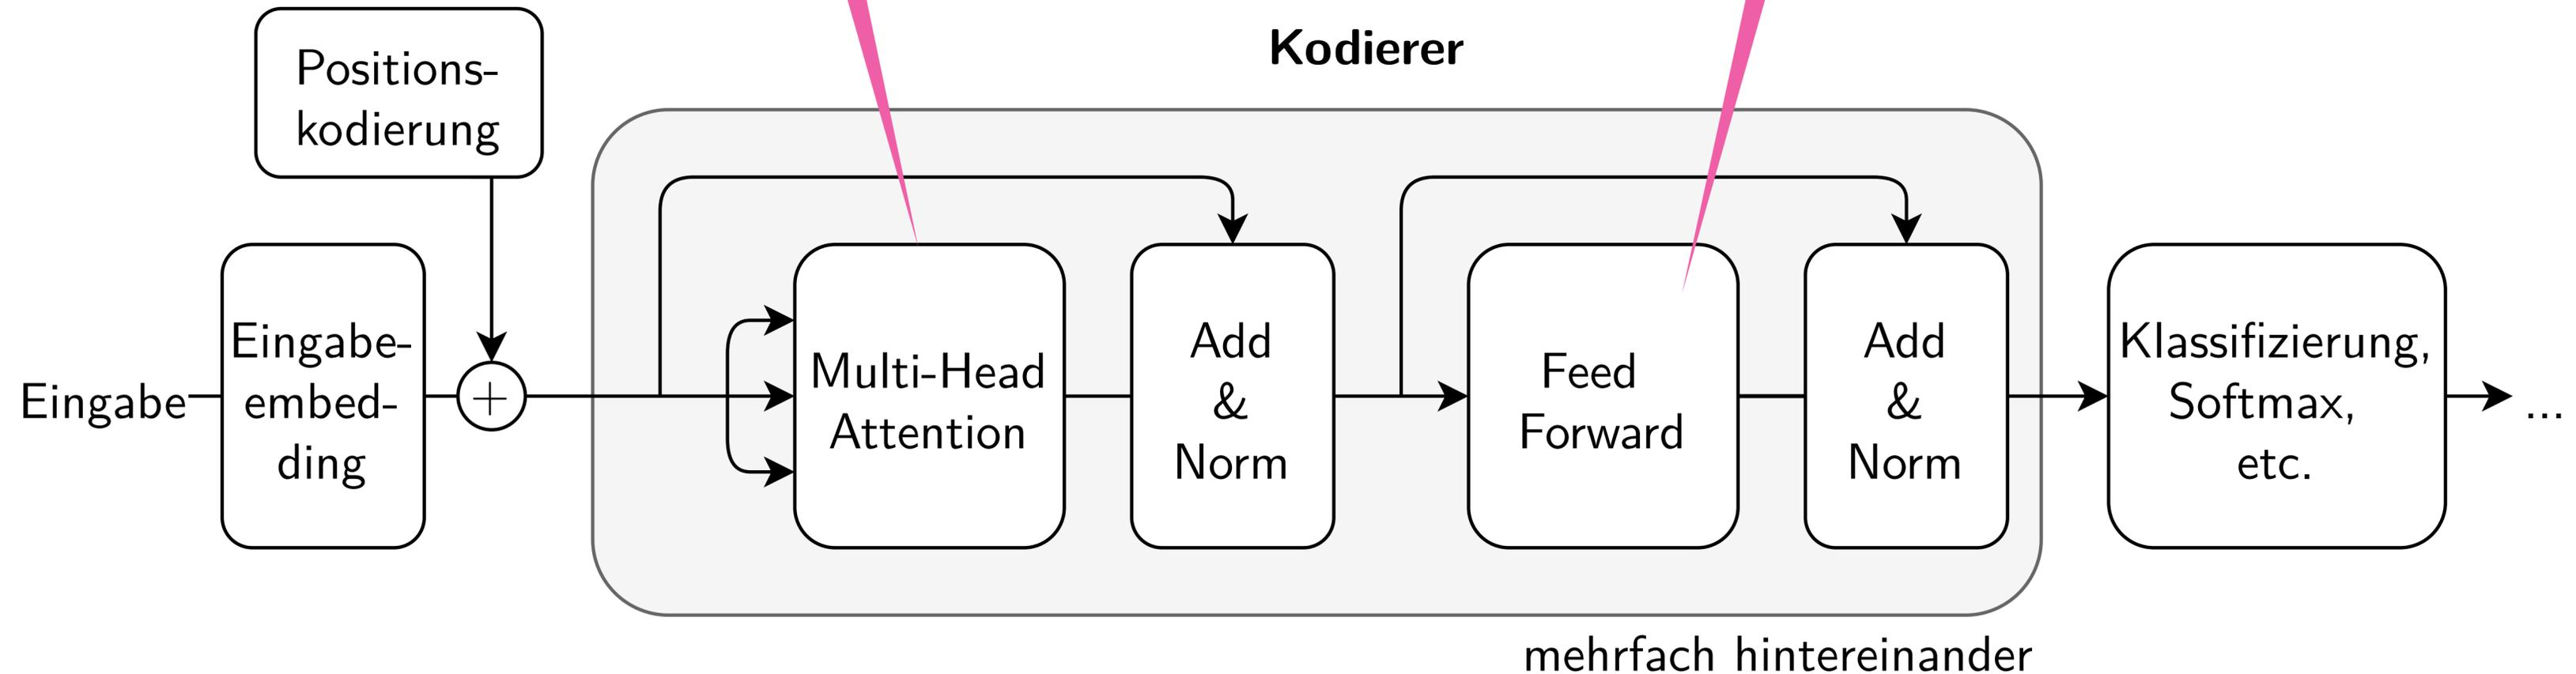 Kodierer
Positions-
kodierung
Eingabe
Eingabe-
embed-
ding
+
Multi-Head
Attention
Add
&
Norm
Feed
Forward
Add
&
Norm
Klassifizierung,
Softmax,
etc.
...
mehrfach hintereinander